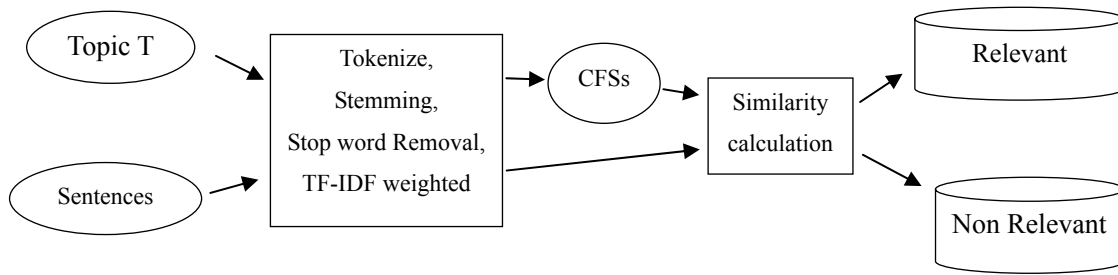 Topic T
Sentences
Tokenize,
Stemming,
Stop word Removal,
TF-IDF weighted
CFSs
Similarity
calculation
Relevant
Non Relevant